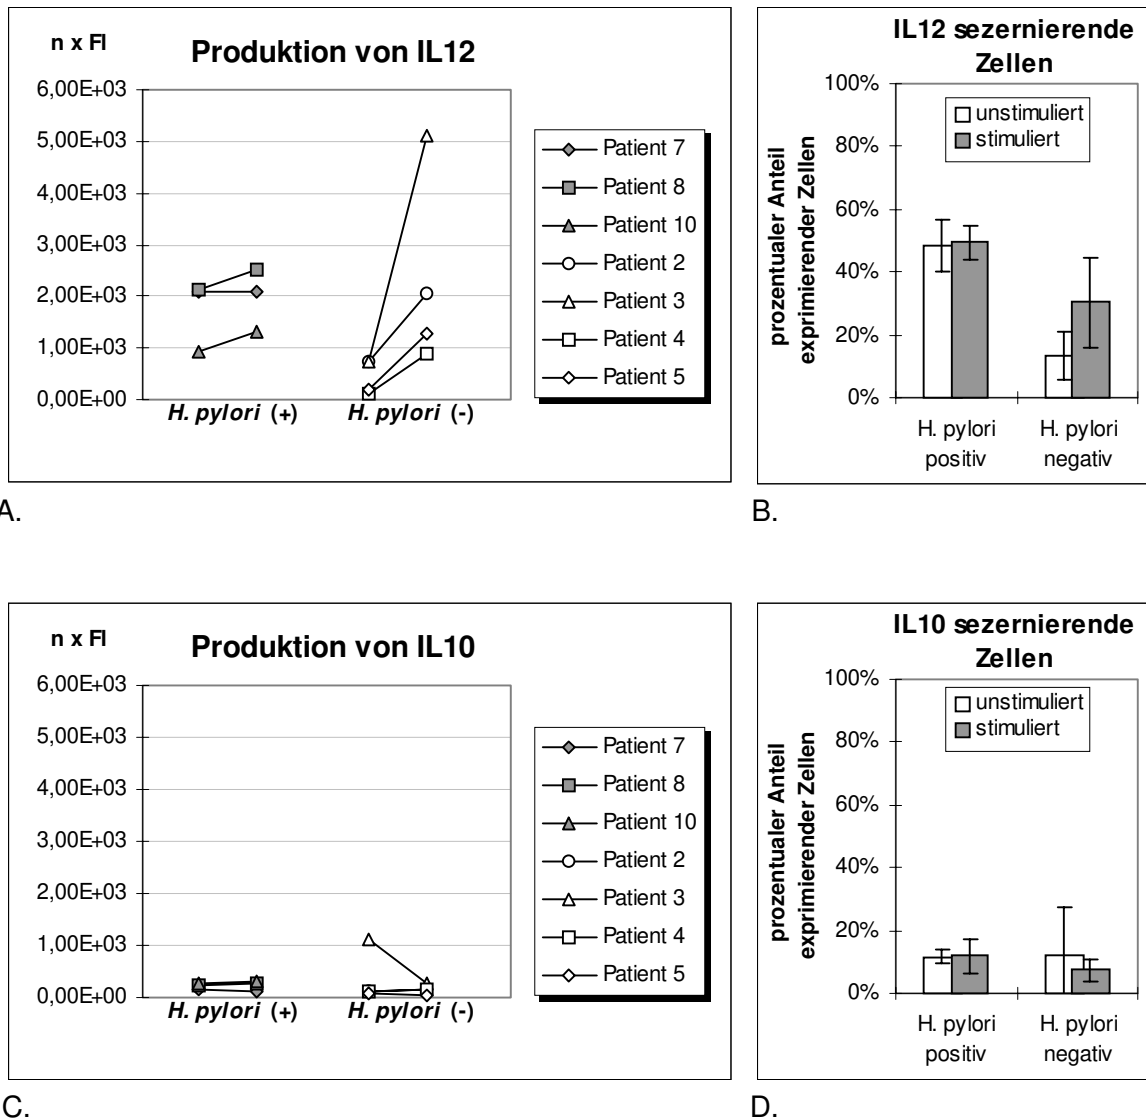 n x FI
Produktion von IL12
6,00E+03
5,00E+03
4,00E+03
3,00E+03
2,00E+03
1,00E+03
0,00E+00
H. pylori (+)
H. pylori (-)
Patient 7
Patient 8
Patient 10
Patient 2
Patient 3
Patient 4
Patient 5
A.
IL12 sezernierende
Zellen
prozentualer Anteil
exprimierender Zellen
100%
80%
60%
40%
20%
0%
unstimuliert
stimuliert
H. pylori
positiv
H. pylori
negativ
B.
n x FI
Produktion von IL10
6,00E+03
5,00E+03
4,00E+03
3,00E+03
2,00E+03
1,00E+03
0,00E+00
H. pylori (+)
H. pylori (-)
Patient 7
Patient 8
Patient 10
Patient 2
Patient 3
Patient 4
Patient 5
C.
IL10 sezernierende
Zellen
prozentualer Anteil
exprimierender Zellen
100%
80%
60%
40%
20%
0%
unstimuliert
stimuliert
H. pylori
positiv
H. pylori
negativ
D.